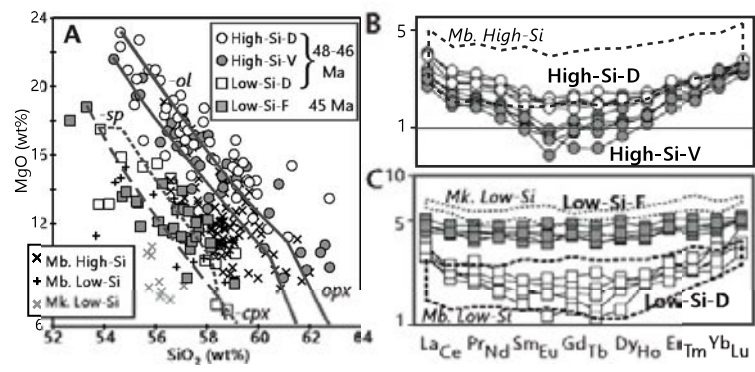 A
MgO (wt%)
24
21
18
15
12
6
High-Si-D
High-Si-V
Low-Si-D
Low-Si-F
48-46
Ma
45 Ma
-ol
-sp
opx
-cpx
Mb. High-Si
Mb. Low-Si
Mk. Low-Si
52 54 56 58 60 62 64
SiO2 (wt%)
B
5
1
Mb. High-Si
High-Si-D
High-Si-V
C
10
5
1
Mk. Low-Si
Low-Si-F
Low-Si-D
Mb. Low-Si
La Ce Pr Nd Sm Eu Gd Tb Dy Ho Er Tm Yb Lu